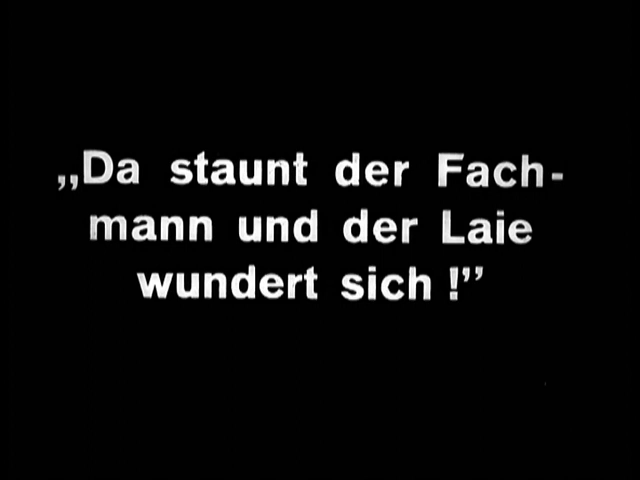 „Da staunt der Fach-
mann und der Laie
wundert sich !”